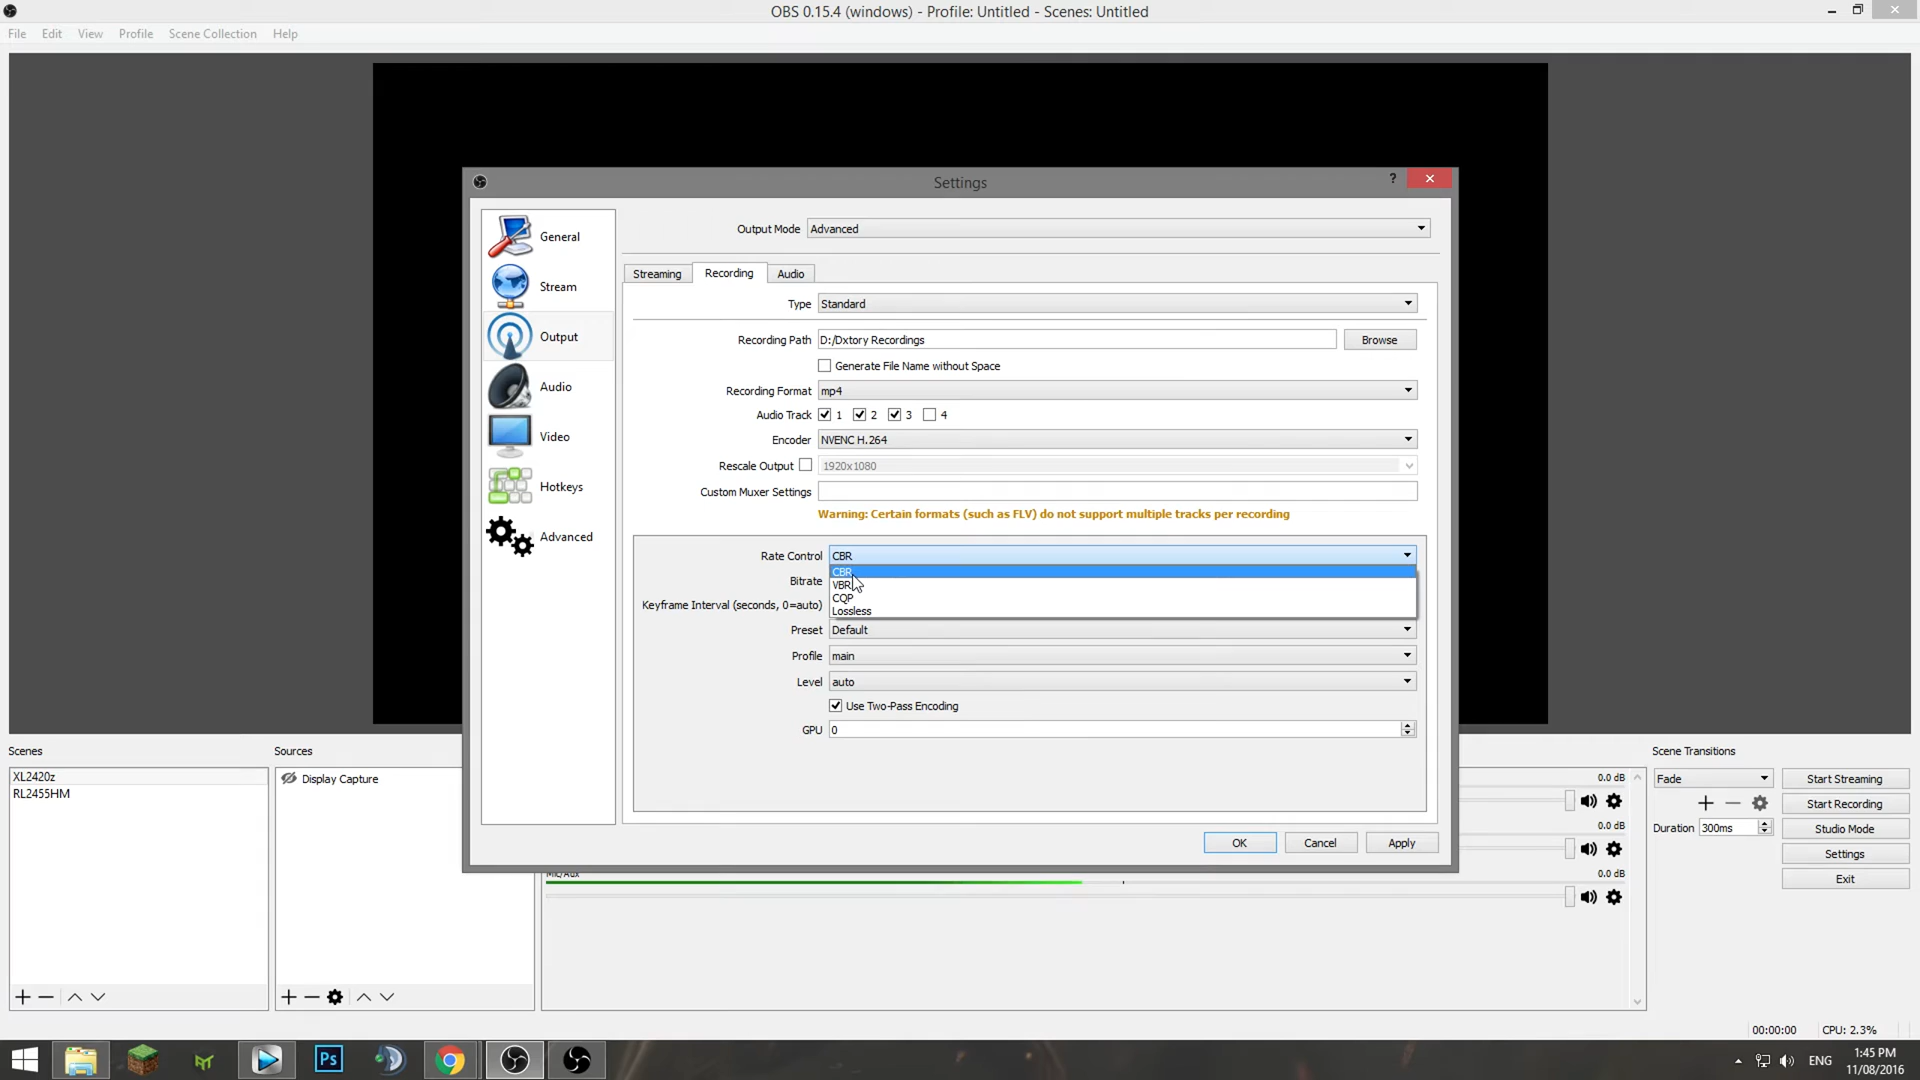 OBS 0.15.4 (windows) - Profile: Untitled - Scenes: Untitled
File Edit View Profile Scene Collection Help
Settings
?
General
Stream
Output
Audio
Video
Hotkeys
Advanced
Output Mode Advanced
Streaming Recording Audio
Type Standard
Recording Path D:/Dxtory Recordings Browse
Generate File Name without Space
Recording Format mp4
Audio Track 1 2 3 4
Encoder NVENC H.264
Rescale Output 1920x1080
Custom Muxer Settings
Warning: Certain formats (such as FLV) do not support multiple tracks per recording
Rate Control CBR
CBR
VBR
CQP
Lossless
Bitrate
Keyframe Interval (seconds, 0=auto)
Preset Default
Profile main
Level auto
Use Two-Pass Encoding
GPU 0
OK Cancel Apply
Scenes
XL2420z
RL2455HM
Sources
Display Capture
0.0 dB
0.0 dB
Mic/Aux 0.0 dB
Scene Transitions
Fade
Duration 300ms
Start Streaming
Start Recording
Studio Mode
Settings
Exit
00:00:00 CPU: 2.3%
Ps
ENG
1:45 PM
11/08/2016